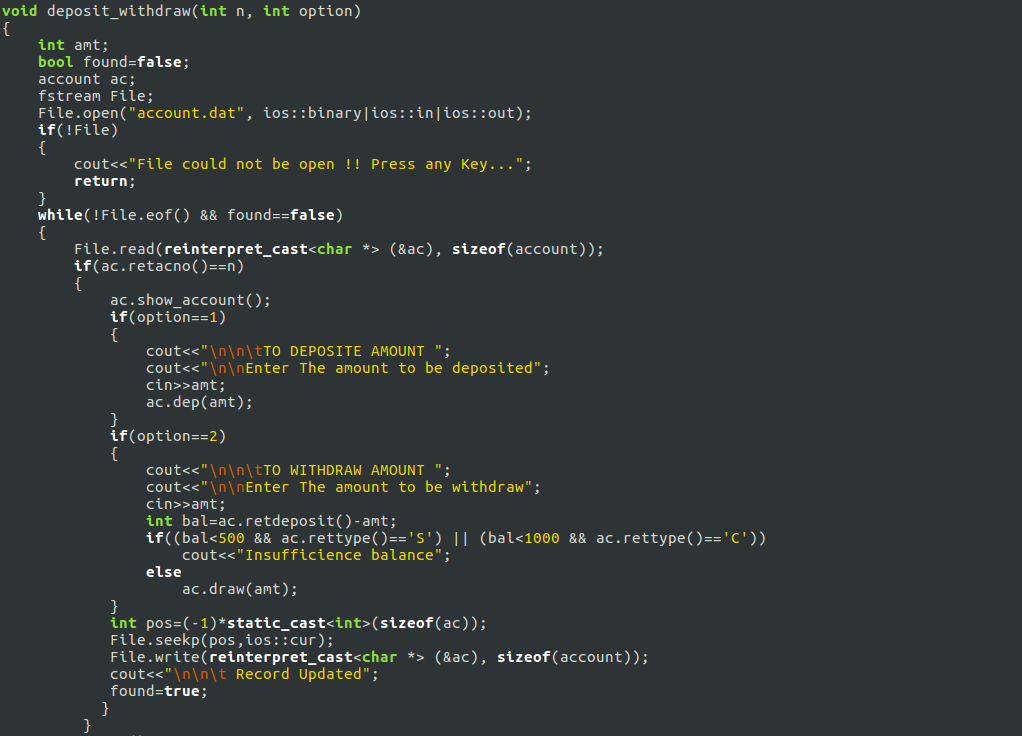 void deposit_withdraw(int n, int option)
{
    int amt;
    bool found=false;
    account ac;
    fstream File;
    File.open("account.dat", ios::binary|ios::in|ios::out);
    if(!File)
    {
        cout<<"File could not be open !! Press any Key...";
        return;
    }
    while(!File.eof() && found==false)
    {
        File.read(reinterpret_cast<char *> (&ac), sizeof(account));
        if(ac.retacno()==n)
        {
            ac.show_account();
            if(option==1)
            {
                cout<<"\n\n\tTO DEPOSITE AMOUNT ";
                cout<<"\n\nEnter The amount to be deposited";
                cin>>amt;
                ac.dep(amt);
            }
            if(option==2)
            {
                cout<<"\n\n\tTO WITHDRAW AMOUNT ";
                cout<<"\n\nEnter The amount to be withdraw";
                cin>>amt;
                int bal=ac.retdeposit()-amt;
                if((bal<500 && ac.rettype()=='S') || (bal<1000 && ac.rettype()=='C'))
                    cout<<"Insufficience balance";
                else
                    ac.draw(amt);
            }
            int pos=(-1)*static_cast<int>(sizeof(ac));
            File.seekp(pos,ios::cur);
            File.write(reinterpret_cast<char *> (&ac), sizeof(account));
            cout<<"\n\n\t Record Updated";
            found=true;
           }
         }